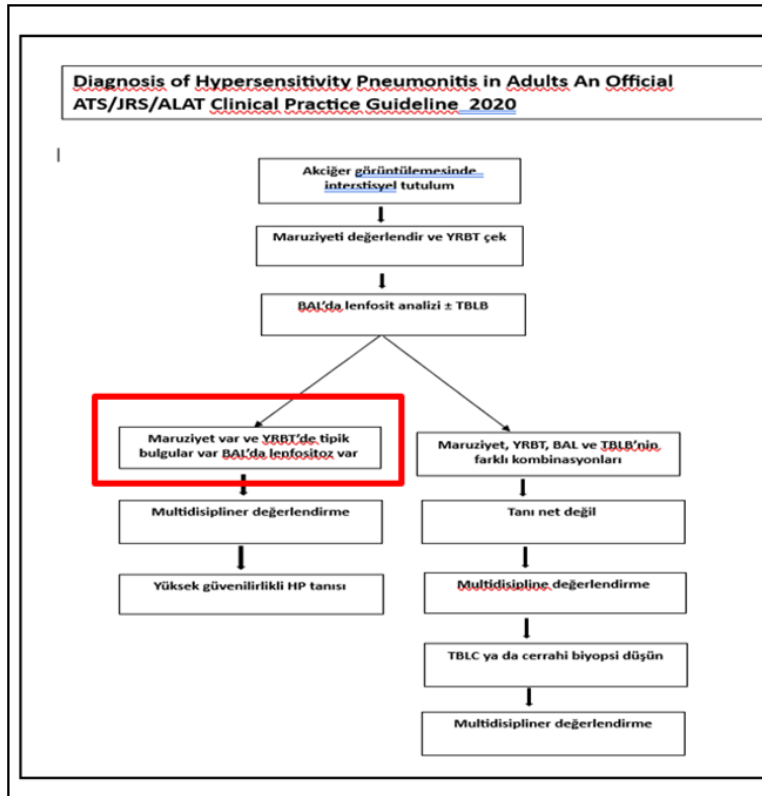 Diagnosis of Hypersensitivity Pneumonitis in Adults An Official
ATS/JRS/ALAT Clinical Practice Guideline 2020
Akciğer görüntülemesinde
interstisyel tutulum
Maruziyeti değerlendir ve YRBT çek
BAL'da lenfosit analizi ± TBLB
Maruziyet var ve YRBT'de tipik
bulgular var BAL'da lenfositoz var
Multidisipliner değerlendirme
Yüksek güvenilirlikli HP tanısı
Maruziyet, YRBT, BAL ve TBLB'nin
farklı kombinasyonları
Tanı net değil
Multidisipline değerlendirme
TBLC ya da cerrahi biyopsi düşün
Multidisipliner değerlendirme